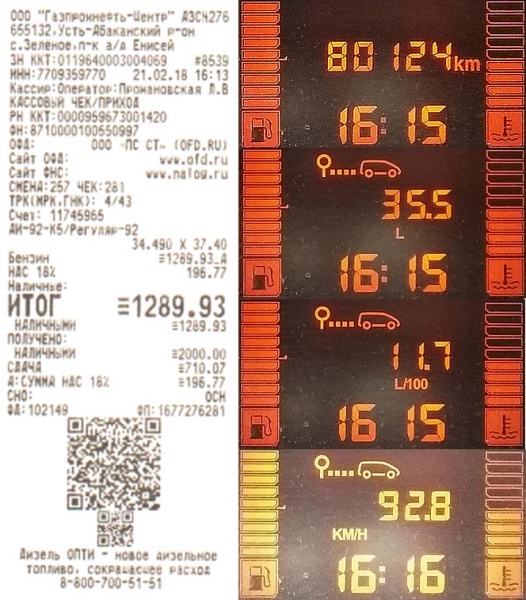 ООО "Газпромнефть-Центр" АЗС№276
655132,Усть-Абаканский р-он
с.Зеленое,п-к а/д Енисей
ЗН ККТ:0119640003004069 #8539
ИНН:7709359770 21.02.18 16:13
Кассир:Оператор:Промановская Л.В
КАССОВЫЙ ЧЕК/ПРИХОД
РН ККТ:0000959673001420
ФН:8710000100550997
ОФД: ООО "ПС СТ" (OFD.RU)
Сайт ОФД: www.ofd.ru
Сайт ФНС: www.nalog.ru
СМЕНА:257 ЧЕК:281
ТРК(МРК.ГНК): 4/43
Счет: 11745965
АИ-92-К5/Регуляр-92
34.490 X 37.40
Бензин ≡1289.93_А
НДС 18% 196.77
Наличные:
ИТОГ ≡1289.93
НАЛИЧНЫМИ ≡1289.93
ПОЛУЧЕНО:
НАЛИЧНЫМИ ≡2000.00
СДАЧА ≡710.07
А:СУММА НДС 18% ≡196.77
СНО: ОСН
ФД:102149 ФП:1677276281
Дизель ОПТИ - новое дизельное
топливо, сокращающее расход
8-800-700-51-51
80124 km
16:15
35.5
L
16:15
11.7
L/100
16 15
92.8
KM/H
16:16